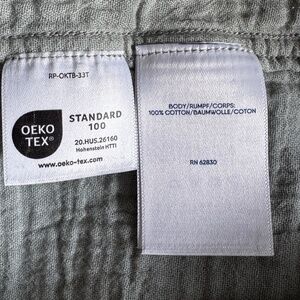 RP-OKTB-33T
OEKO
TEX®
STANDARD
100
20.HUS.26160
Hohenstein HTTI
www.oeko-tex.com
BODY/RUMPF/CORPS:
100% COTTON/BAUMWOLLE/COTON
RN 62830